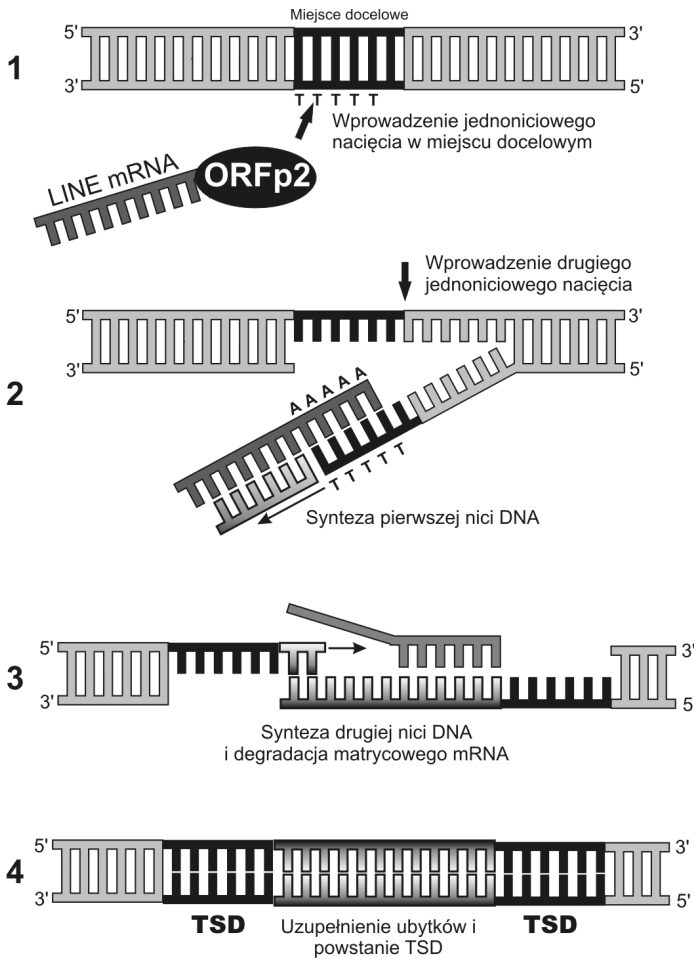 Miejsce docelowe
5' 3'
1
3' 5'
T T T T T
Wprowadzenie jednoniciowego
nacięcia w miejscu docelowym
LINE mRNA ORFp2
Wprowadzenie drugiego
jednoniciowego nacięcia
5' 3'
3' 5'
2
A A A A A
T T T T T
Synteza pierwszej nici DNA
5' 3'
3
3' 5
Synteza drugiej nici DNA
i degradacja matrycowego mRNA
5' 3'
4
3' 5'
TSD Uzupełnienie ubytków i TSD
powstanie TSD